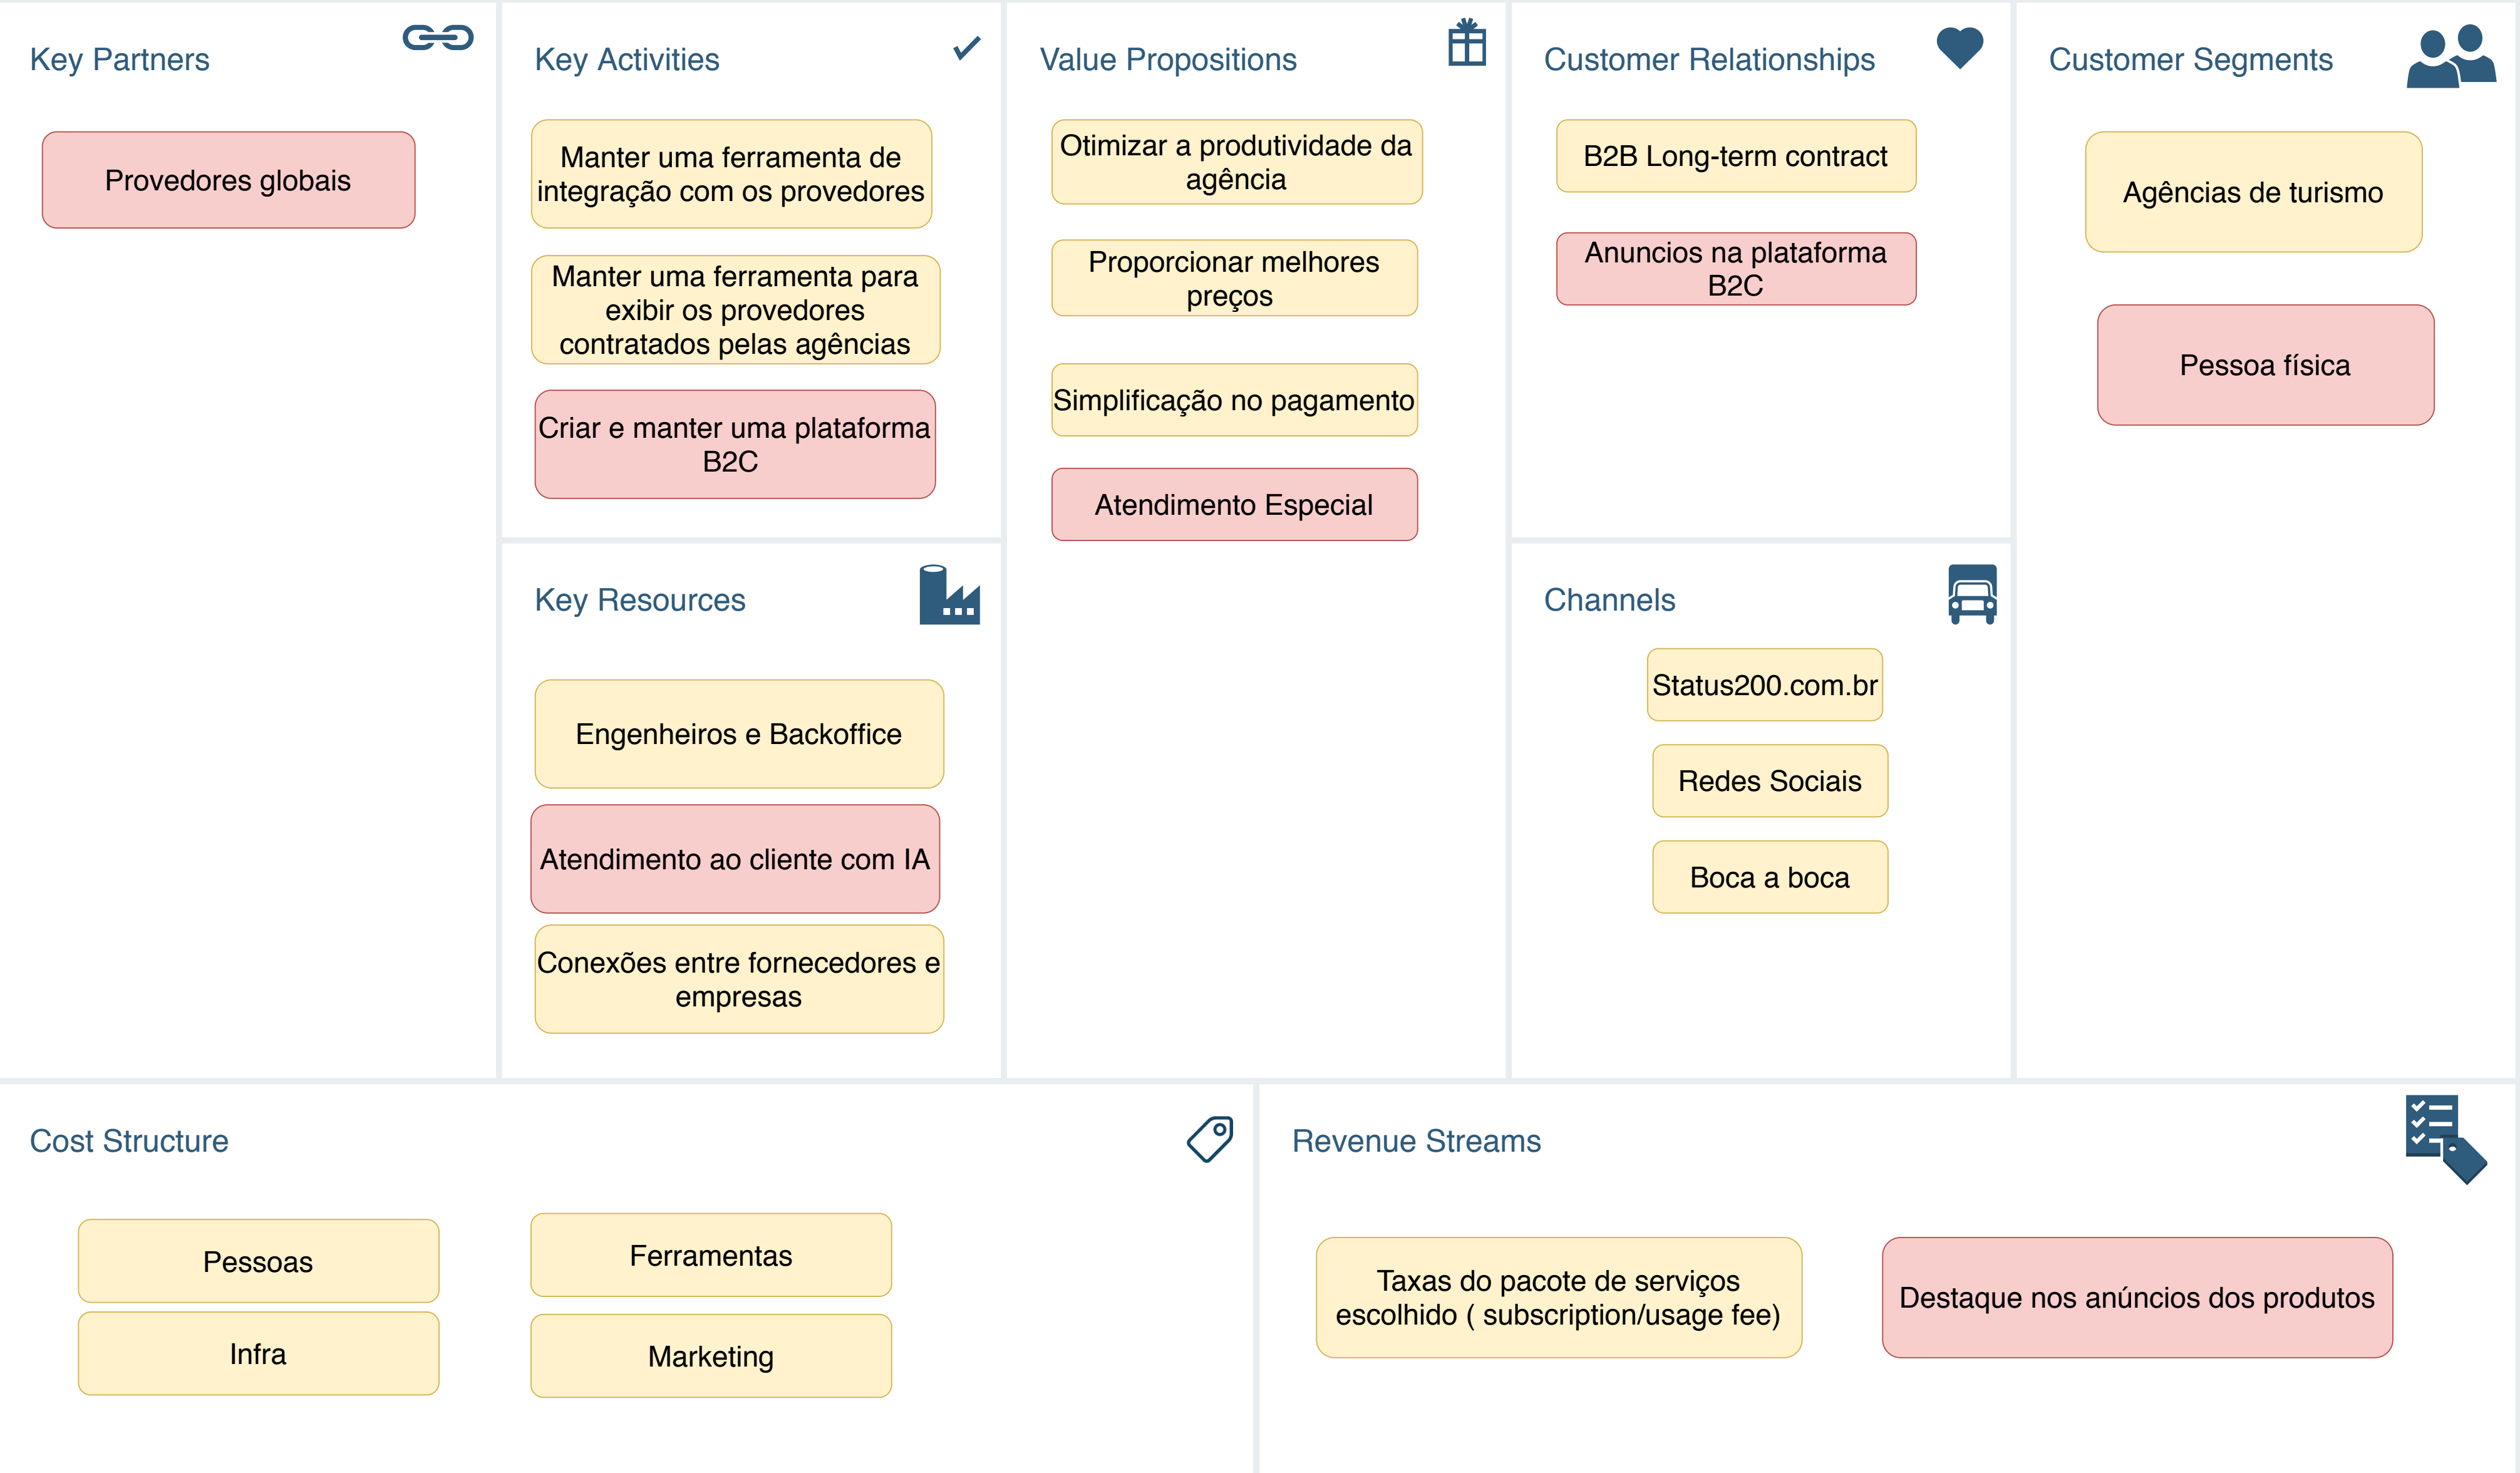 Key Partners
Provedores globais
Key Activities
Manter uma ferramenta de
integração com os provedores
Manter uma ferramenta para
exibir os provedores
contratados pelas agências
Criar e manter uma plataforma
B2C
Key Resources
Engenheiros e Backoffice
Atendimento ao cliente com IA
Conexões entre fornecedores e
empresas
Value Propositions
Otimizar a produtividade da
agência
Proporcionar melhores
preços
Simplificação no pagamento
Atendimento Especial
Customer Relationships
B2B Long-term contract
Anuncios na plataforma
B2C
Channels
Status200.com.br
Redes Sociais
Boca a boca
Customer Segments
Agências de turismo
Pessoa física
Cost Structure
Pessoas
Ferramentas
Infra
Marketing
Revenue Streams
Taxas do pacote de serviços
escolhido ( subscription/usage fee)
Destaque nos anúncios dos produtos